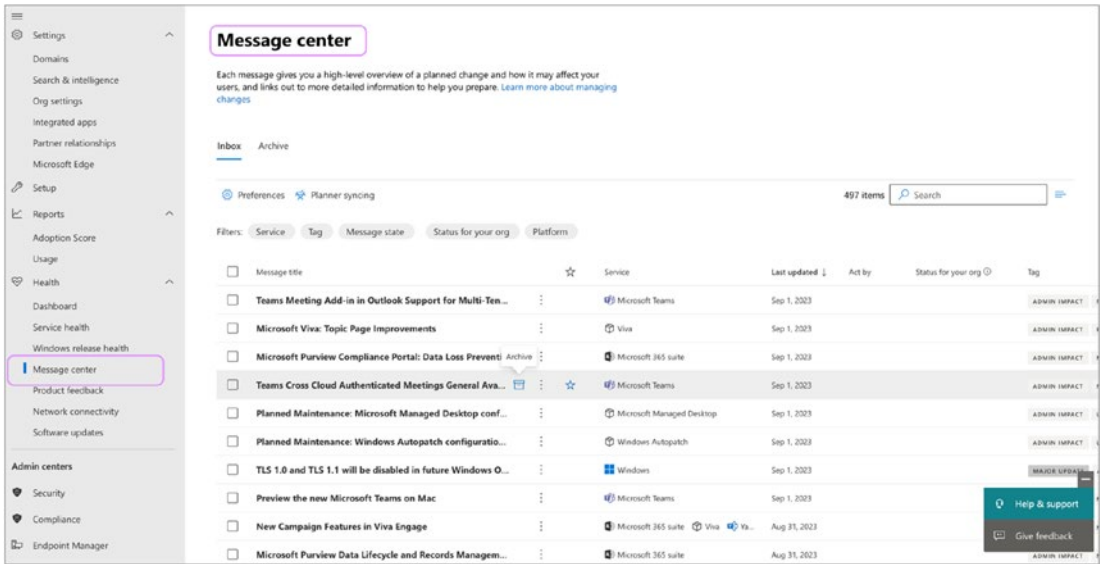 Settings
Domains
Search & intelligence
Org settings
Integrated apps
Partner relationships
Microsoft Edge
Setup
Reports
Adoption Score
Usage
Health
Dashboard
Service health
Windows release health
Message center
Product feedback
Network connectivity
Software updates
Admin centers
Security
Compliance
Endpoint Manager
Message center
Each message gives you a high-level overview of a planned change and how it may affect your
users, and links out to more detailed information to help you prepare. Learn more about managing
changes
Inbox Archive
Preferences Planner syncing 497 items Search
Filters: Service Tag Message state Status for your org Platform
Message title Service Last updated ↓ Act by Status for your org Tag
Teams Meeting Add-in in Outlook Support for Multi-Ten... Microsoft Teams Sep 1, 2023 ADMIN IMPACT
Microsoft Viva: Topic Page Improvements Viva Sep 1, 2023 ADMIN IMPACT
Microsoft Purview Compliance Portal: Data Loss Preventi Archive Microsoft 365 suite Sep 1, 2023 ADMIN IMPACT
Teams Cross Cloud Authenticated Meetings General Ava... Microsoft Teams Sep 1, 2023 ADMIN IMPACT
Planned Maintenance: Microsoft Managed Desktop conf... Microsoft Managed Desktop Sep 1, 2023 ADMIN IMPACT
Planned Maintenance: Windows Autopatch configuratio... Windows Autopatch Sep 1, 2023 ADMIN IMPACT
TLS 1.0 and TLS 1.1 will be disabled in future Windows O... Windows Sep 1, 2023 MAJOR UPDATE
Preview the new Microsoft Teams on Mac Microsoft Teams Sep 1, 2023
Help & support
New Campaign Features in Viva Engage Microsoft 365 suite Viva Ya... Aug 31, 2023
Give feedback
Microsoft Purview Data Lifecycle and Records Managem... Microsoft 365 suite Aug 31, 2023 ADMIN IMPACT